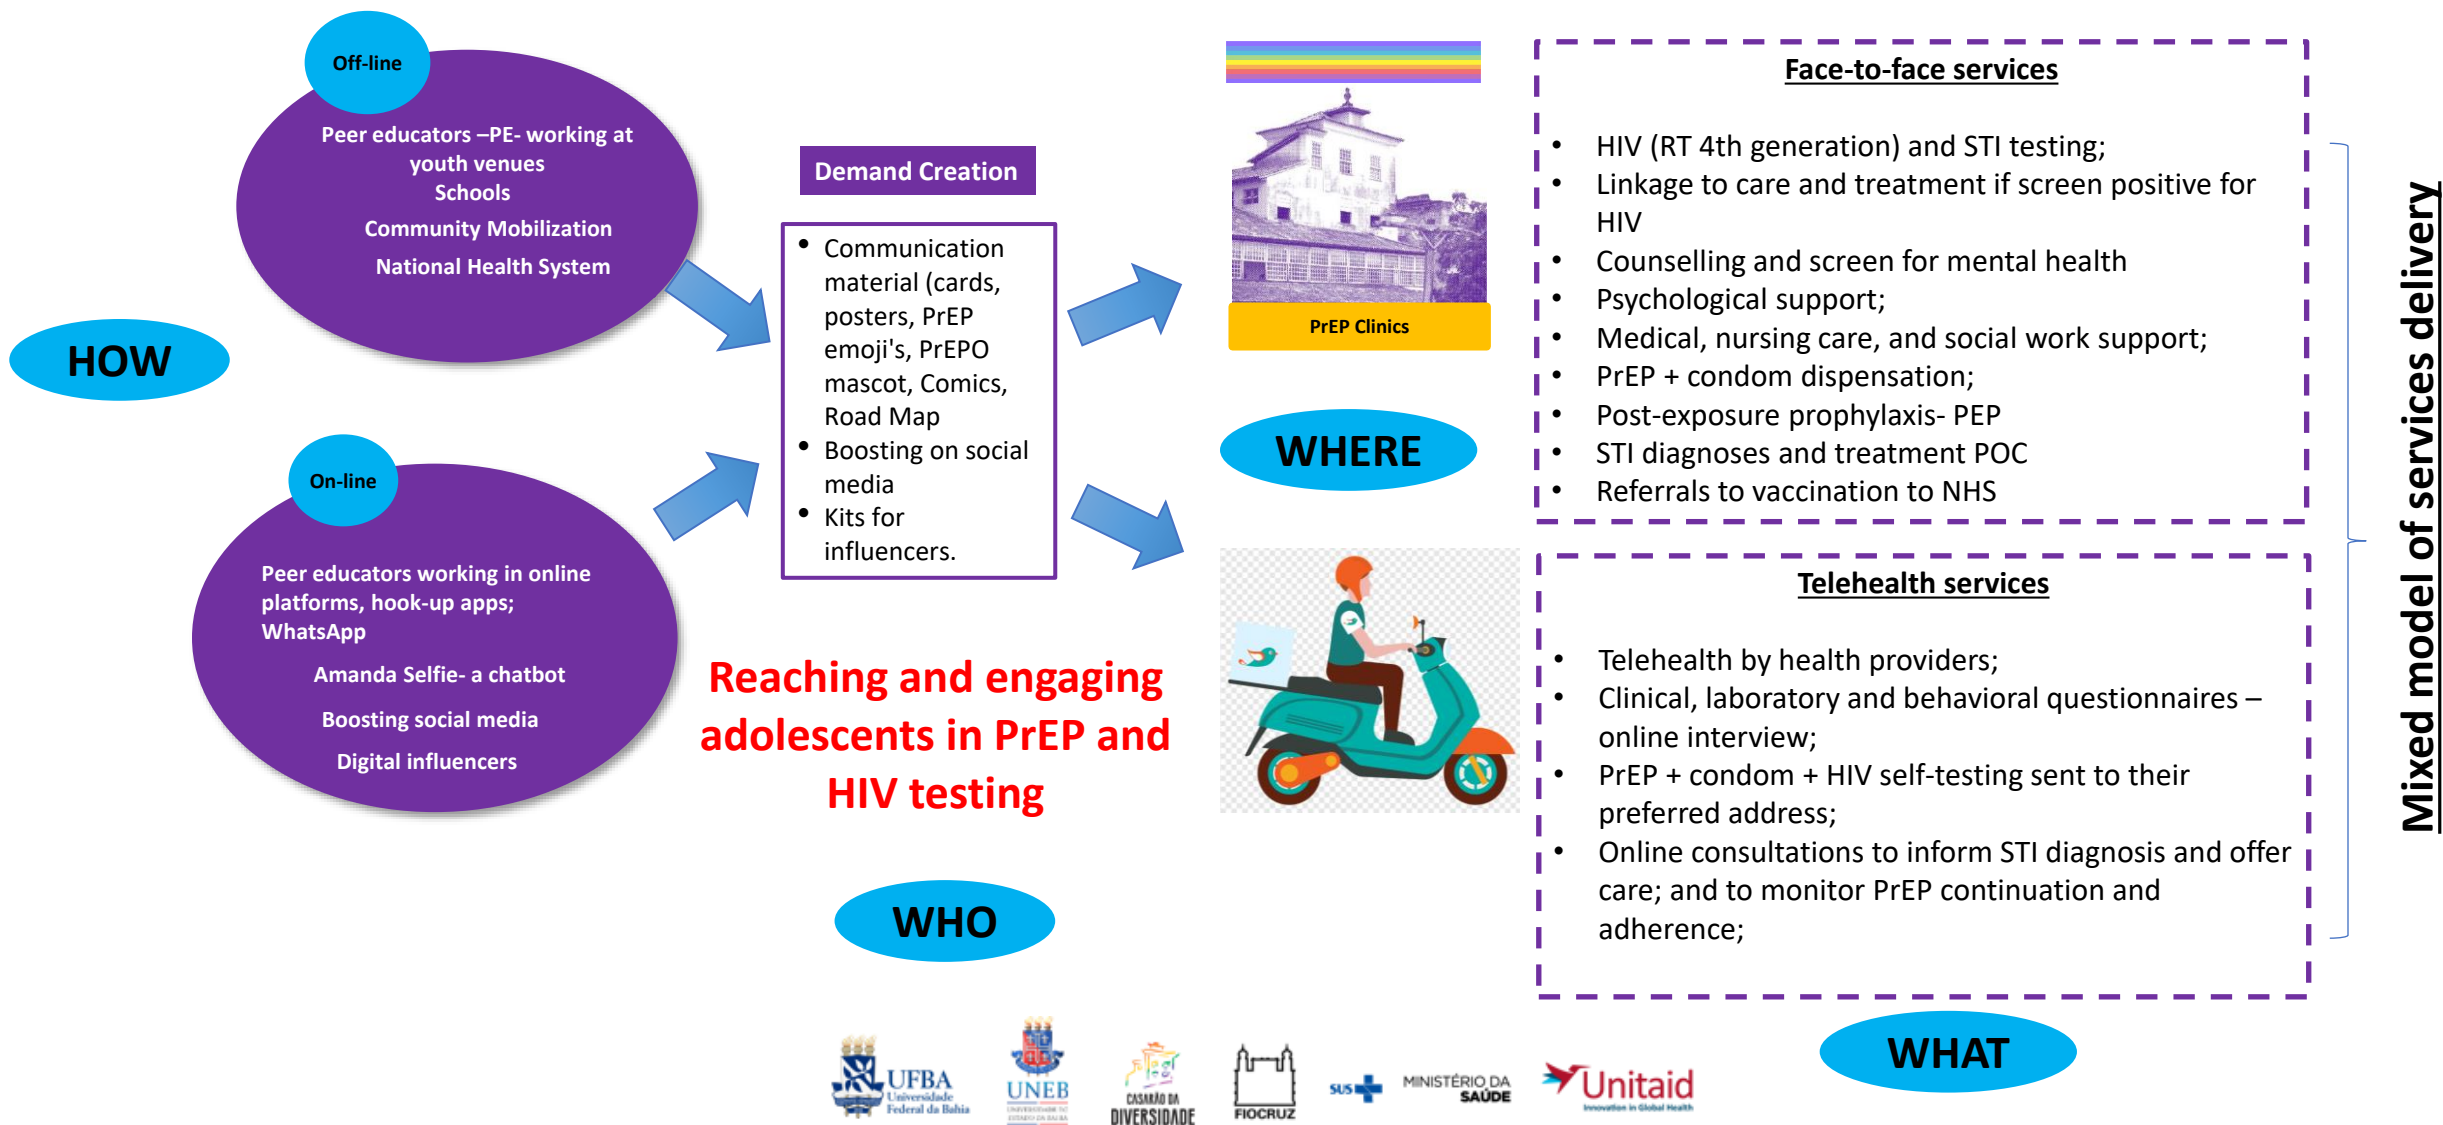 Off-line
Peer educators –PE- working at
youth venues
Schools
Community Mobilization
National Health System
HOW
On-line
Peer educators working in online
platforms, hook-up apps;
WhatsApp
Amanda Selfie- a chatbot
Boosting social media
Digital influencers
Demand Creation
• Communication
material (cards,
posters, PrEP
emoji's, PrEPO
mascot, Comics,
Road Map
• Boosting on social
media
• Kits for
influencers.
Reaching and engaging
adolescents in PrEP and
HIV testing
WHO
PrEP Clinics
WHERE
Face-to-face services
• HIV (RT 4th generation) and STI testing;
• Linkage to care and treatment if screen positive for
HIV
• Counselling and screen for mental health
• Psychological support;
• Medical, nursing care, and social work support;
• PrEP + condom dispensation;
• Post-exposure prophylaxis- PEP
• STI diagnoses and treatment POC
• Referrals to vaccination to NHS
Telehealth services
• Telehealth by health providers;
• Clinical, laboratory and behavioral questionnaires –
online interview;
• PrEP + condom + HIV self-testing sent to their
preferred address;
• Online consultations to inform STI diagnosis and offer
care; and to monitor PrEP continuation and
adherence;
WHAT
Mixed model of services delivery
UFBA
Universidade
Federal da Bahia
UNEB
UNIVERSIDADE DO
ESTADO DA BAHIA
CASARÃO DA
DIVERSIDADE
FIOCRUZ
SUS
MINISTÉRIO DA
SAÚDE
Unitaid
Innovation in Global Health